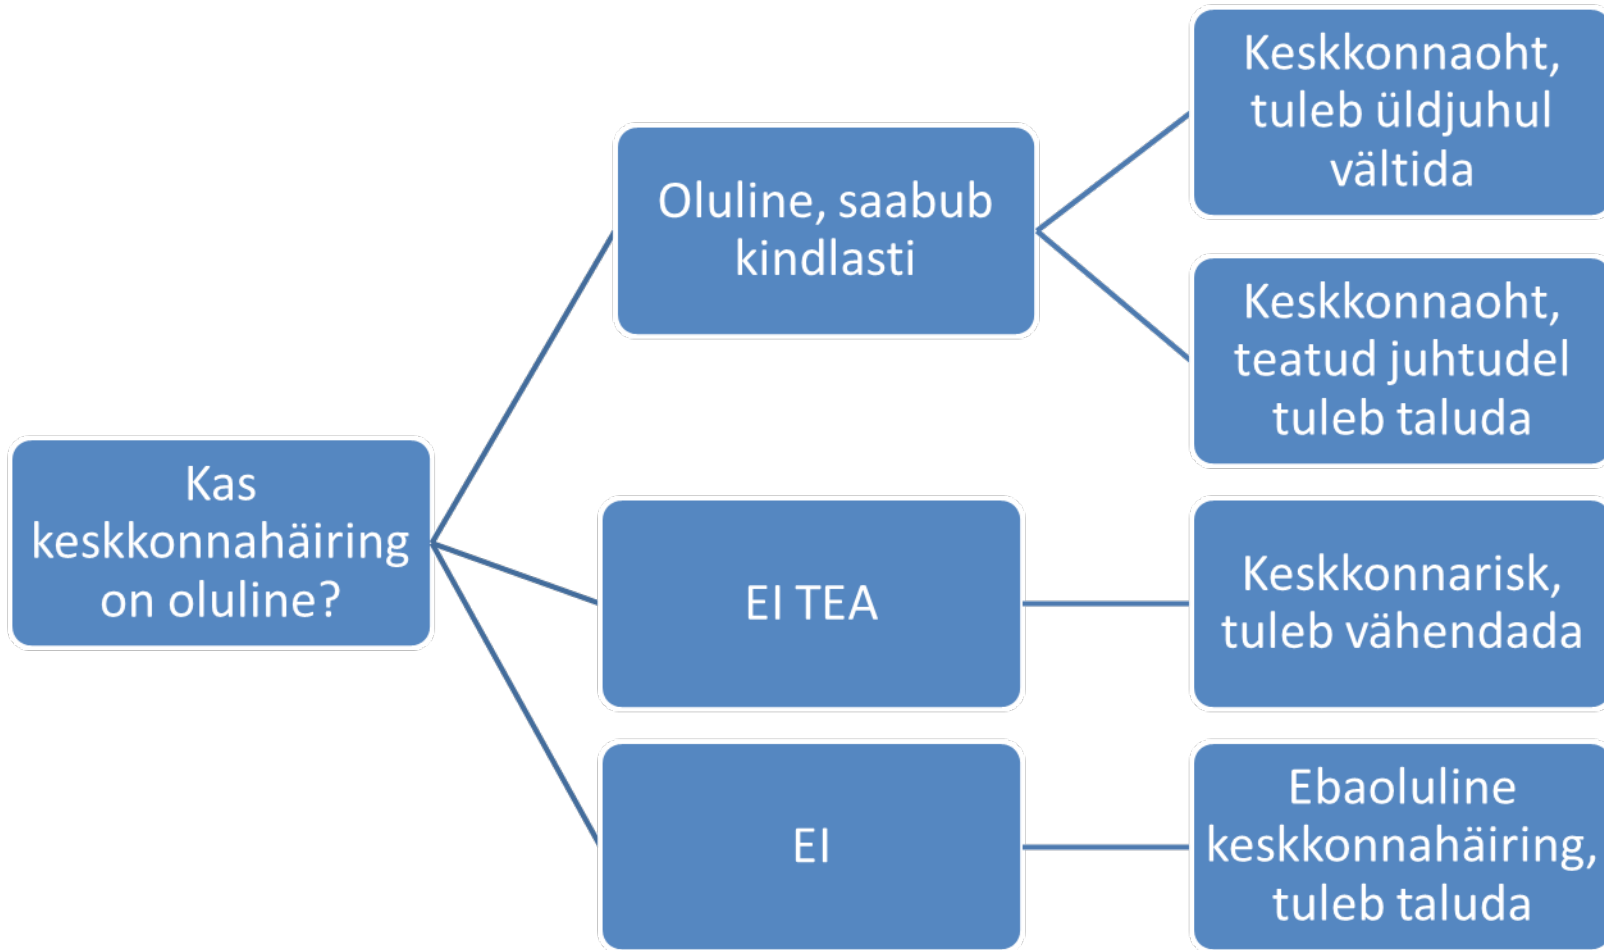 Kas
keskkonnahäiring
on oluline?
Oluline, saabub
kindlasti
Keskkonnaoht,
tuleb üldjuhul
vältida
Keskkonnaoht,
teatud juhtudel
tuleb taluda
EI TEA
Keskkonnarisk,
tuleb vähendada
EI
Ebaoluline
keskkonnahäiring,
tuleb taluda